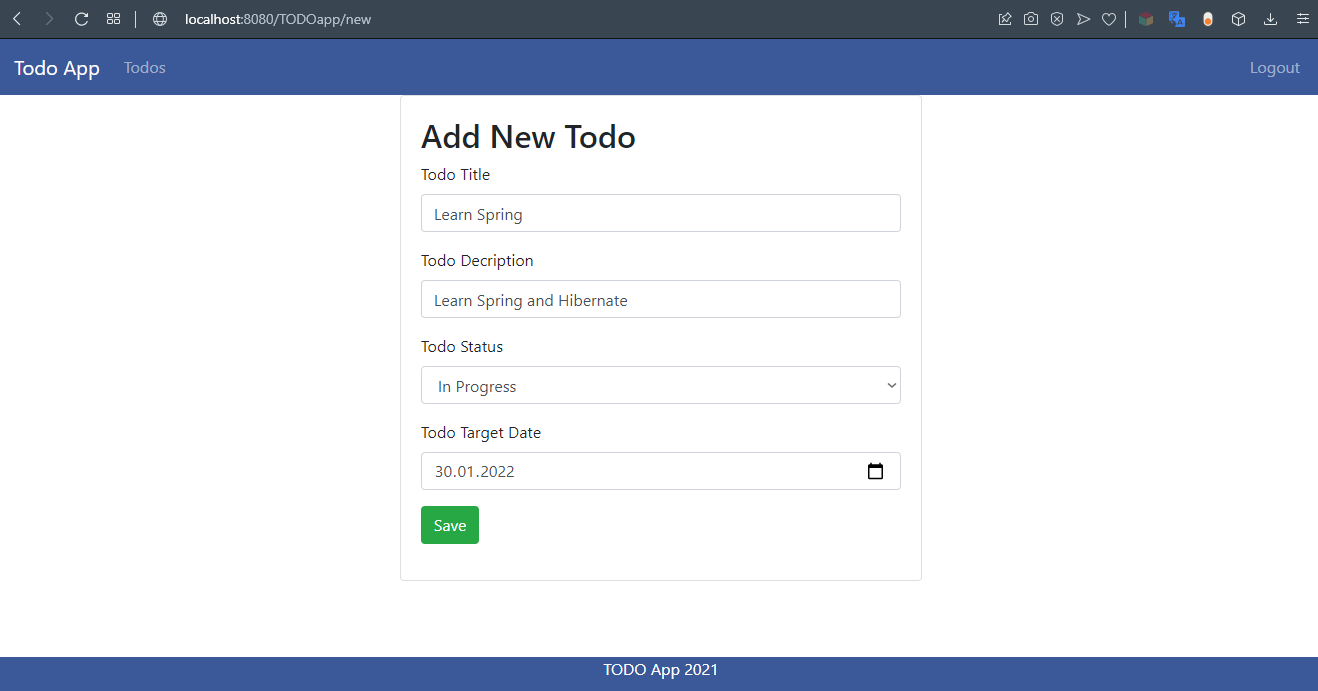 localhost:8080/TODOapp/new
Todo App Todos Logout
Add New Todo
Todo Title
Learn Spring
Todo Decription
Learn Spring and Hibernate
Todo Status
In Progress
Todo Target Date
30.01.2022
Save
TODO App 2021